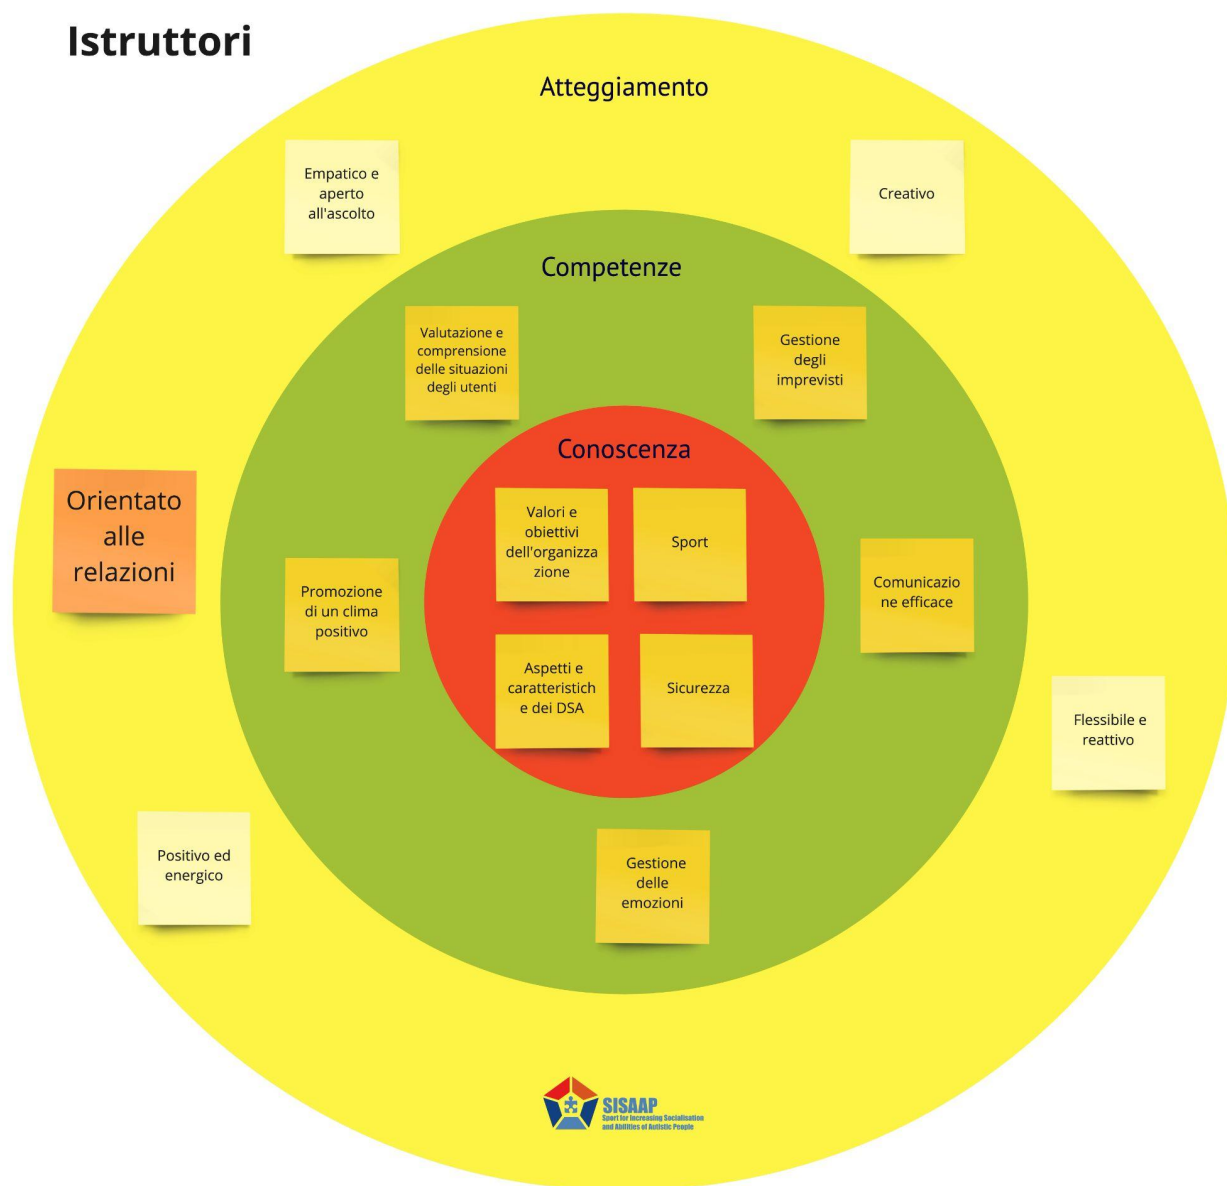 Istruttori
Atteggiamento
Empatico e
aperto
all'ascolto
Creativo
Competenze
Valutazione e
comprensione
delle situazioni
degli utenti
Gestione
degli
imprevisti
Conoscenza
Orientato
alle
relazioni
Valori e
obiettivi
dell'organizza
zione
Sport
Promozione
di un clima
positivo
Comunicazio
ne efficace
Aspetti e
caratteristich
e dei DSA
Sicurezza
Flessibile e
reattivo
Positivo ed
energico
Gestione
delle
emozioni
SISAAP
Sport for Increasing Socialisation
and Abilities of Autistic People